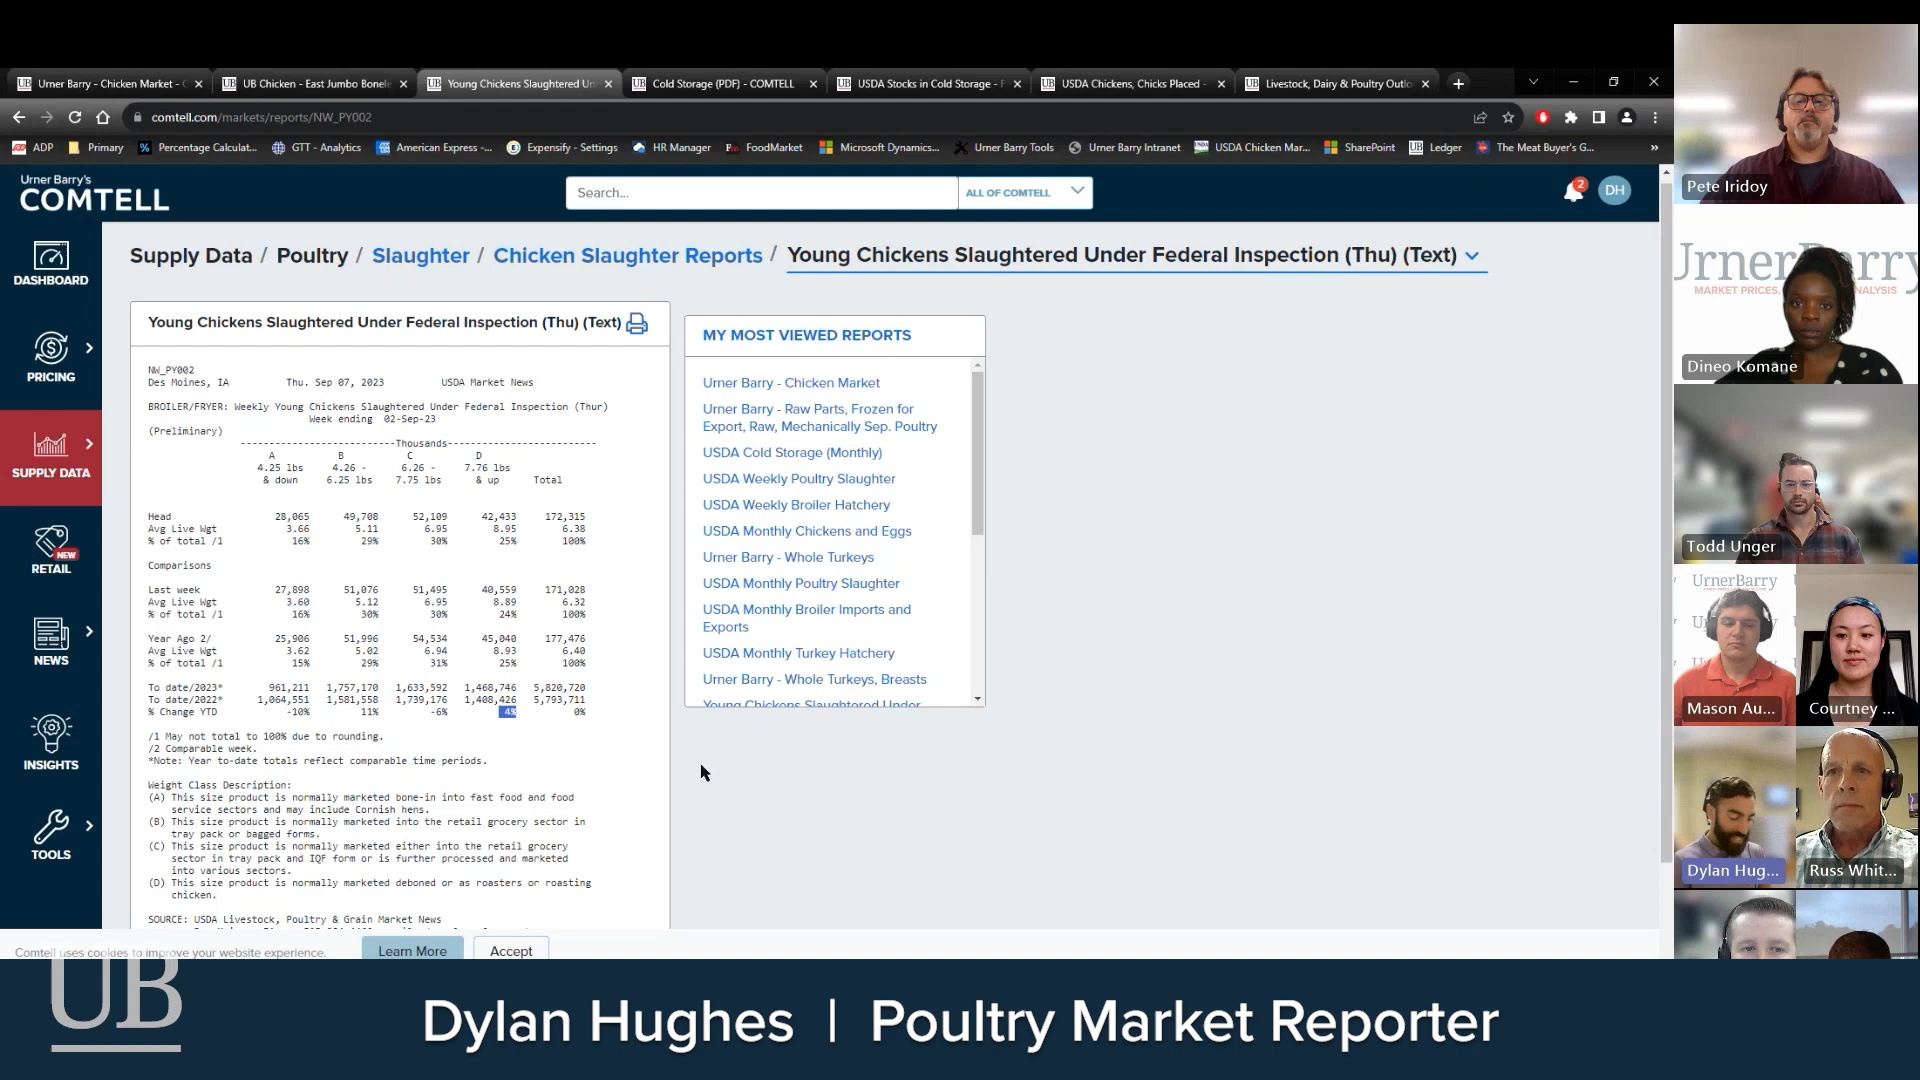 Urner Barry - Chicken Market - C
UB Chicken - East Jumbo Bonele
Young Chickens Slaughtered Un
Cold Storage (PDF) - COMTELL
USDA Stocks in Cold Storage - F
USDA Chickens, Chicks Placed -
Livestock, Dairy & Poultry Outlo
comtell.com/markets/reports/NW_PY002
ADP
Primary
Percentage Calculat...
GTT - Analytics
American Express -...
Expensify - Settings
HR Manager
FoodMarket
Microsoft Dynamics...
Urner Barry Tools
Urner Barry Intranet
USDA Chicken Mar...
SharePoint
UB Ledger
The Meat Buyer's G...
»
Urner Barry's
COMTELL
Search...
ALL OF COMTELL
2
DH
DASHBOARD
PRICING
SUPPLY DATA
NEW
RETAIL
NEWS
INSIGHTS
TOOLS
Supply Data / Poultry / Slaughter / Chicken Slaughter Reports / Young Chickens Slaughtered Under Federal Inspection (Thu) (Text)
Young Chickens Slaughtered Under Federal Inspection (Thu) (Text)
NW_PY002
Des Moines, IA Thu. Sep 07, 2023 USDA Market News
BROILER/FRYER: Weekly Young Chickens Slaughtered Under Federal Inspection (Thur)
Week ending 02-Sep-23
(Preliminary)
---------------------------Thousands--------------------------
A B C D
4.25 lbs 4.26 - 6.26 - 7.76 lbs
& down 6.25 lbs 7.75 lbs & up Total
Head 28,065 49,708 52,109 42,433 172,315
Avg Live Wgt 3.66 5.11 6.95 8.95 6.38
% of total /1 16% 29% 30% 25% 100%
Comparisons
Last week 27,898 51,076 51,495 40,559 171,028
Avg Live Wgt 3.60 5.12 6.95 8.89 6.32
% of total /1 16% 30% 30% 24% 100%
Year Ago 2/ 25,906 51,996 54,534 45,040 177,476
Avg Live Wgt 3.62 5.02 6.94 8.93 6.40
% of total /1 15% 29% 31% 25% 100%
To date/2023* 961,211 1,757,170 1,633,592 1,468,746 5,820,720
To date/2022* 1,064,551 1,581,558 1,739,176 1,408,426 5,793,711
% Change YTD -10% 11% -6% 4% 0%
/1 May not total to 100% due to rounding.
/2 Comparable week.
*Note: Year to-date totals reflect comparable time periods.
Weight Class Description:
(A) This size product is normally marketed bone-in into fast food and food
service sectors and may include Cornish hens.
(B) This size product is normally marketed into the retail grocery sector in
tray pack or bagged forms.
(C) This size product is normally marketed either into the retail grocery
sector in tray pack and IQF form or is further processed and marketed
into various sectors.
(D) This size product is normally marketed deboned or as roasters or roasting
chicken.
SOURCE: USDA Livestock, Poultry & Grain Market News
MY MOST VIEWED REPORTS
Urner Barry - Chicken Market
Urner Barry - Raw Parts, Frozen for
Export, Raw, Mechanically Sep. Poultry
USDA Cold Storage (Monthly)
USDA Weekly Poultry Slaughter
USDA Weekly Broiler Hatchery
USDA Monthly Chickens and Eggs
Urner Barry - Whole Turkeys
USDA Monthly Poultry Slaughter
USDA Monthly Broiler Imports and
Exports
USDA Monthly Turkey Hatchery
Urner Barry - Whole Turkeys, Breasts
Young Chickens Slaughtered Under
Comtell uses cookies to improve your website experience.
Learn More
Accept
Pete Iridoy
UrnerBarry
MARKET PRICES, ANALYSIS
Dineo Komane
Todd Unger
UrnerBarry
Mason Au...
Courtney ...
Dylan Hug...
Russ Whit...
UB
Dylan Hughes | Poultry Market Reporter